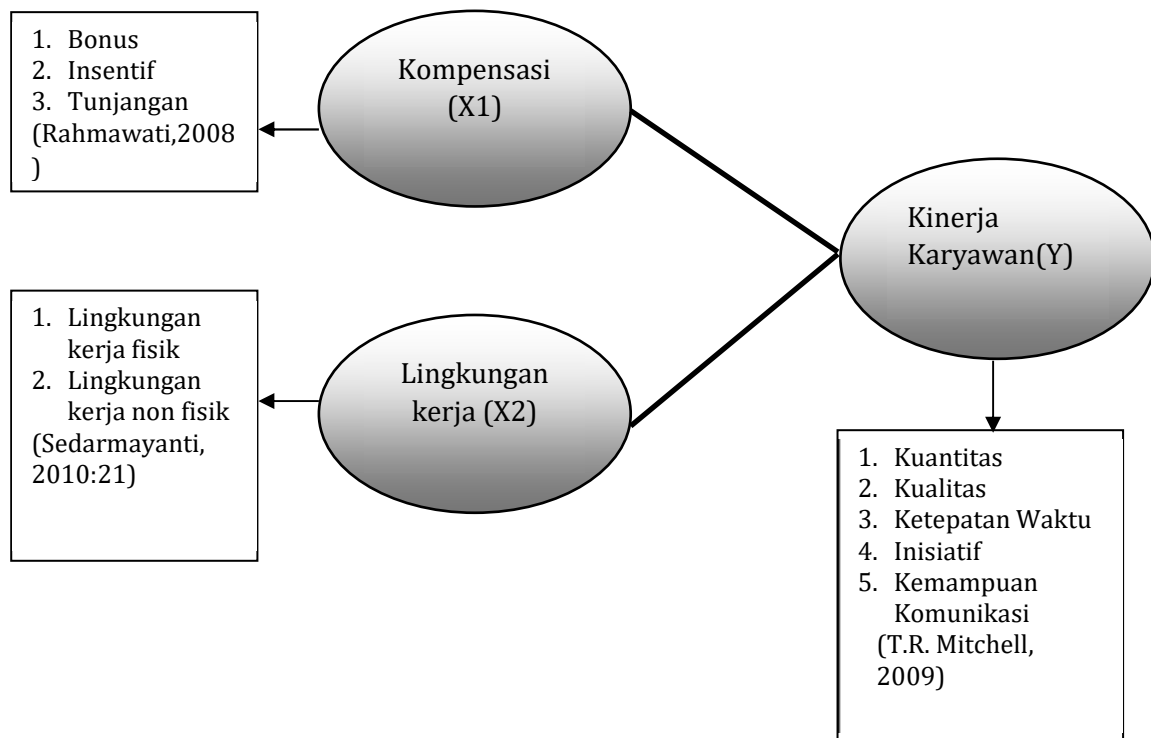 1. Bonus
2. Insentif
3. Tunjangan
(Rahmawati,2008
)
Kompensasi
(X1)
Kinerja
Karyawan(Y)
1. Lingkungan
kerja fisik
2. Lingkungan
kerja non fisik
(Sedarmayanti,
2010:21)
Lingkungan
kerja (X2)
1. Kuantitas
2. Kualitas
3. Ketepatan Waktu
4. Inisiatif
5. Kemampuan
Komunikasi
(T.R. Mitchell,
2009)